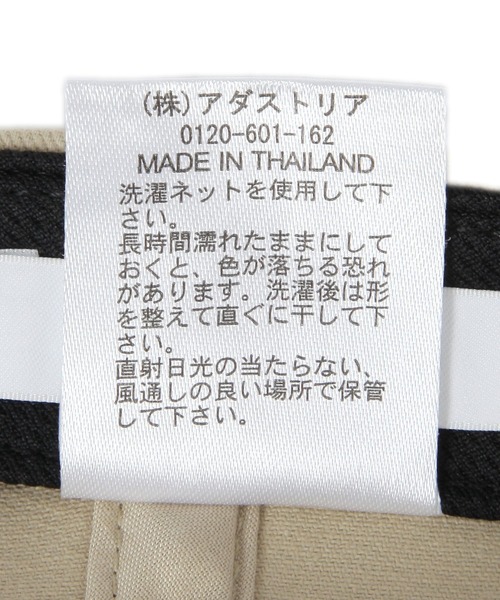 (株)アダストリア
0120-601-162
MADE IN THAILAND
洗濯ネットを使用して下
さい。
長時間濡れたままにして
おくと、色が落ちる恐れ
があります。洗濯後は形
を整えて直ぐに干して下
さい。
直射日光の当たらない、
風通しの良い場所で保管
して下さい。